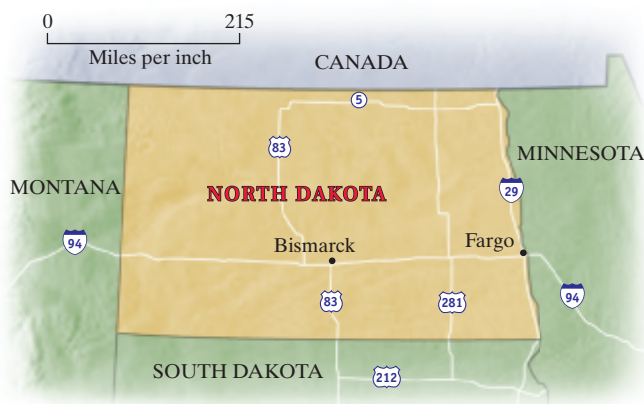 0 215
Miles per inch
CANADA
5
83
MINNESOTA
MONTANA
NORTH DAKOTA
29
94
Bismarck
Fargo
83
281
94
SOUTH DAKOTA
212